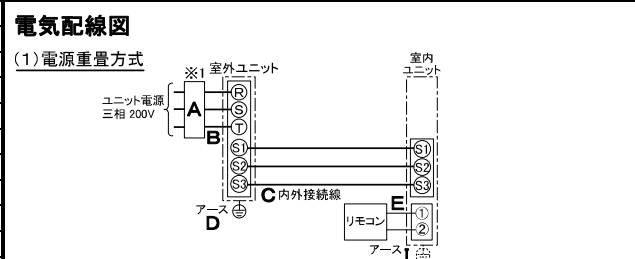 電気配線図
(1)電源重畳方式
※1
室外ユニット
室内
ユニット
ユニット電源
三相 200V
A
B
R
S
T
S1
S2
S3
S1
S2
S3
C 内外接続線
アース
D
リモコン
E
①
②
アース